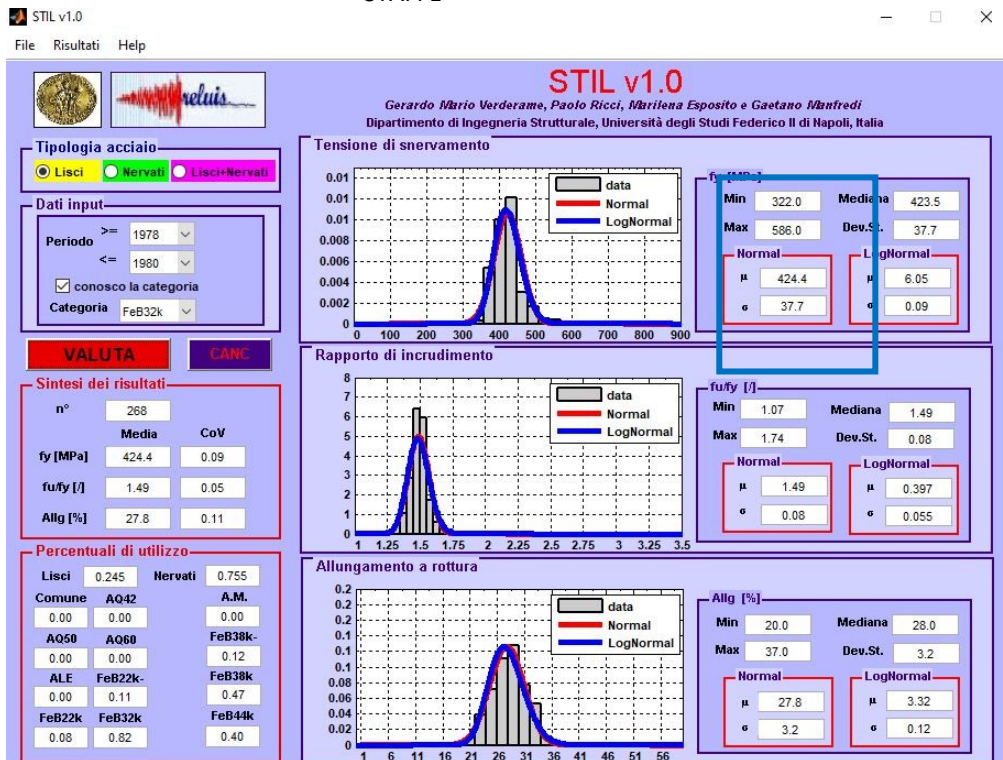 STIL v1.0
File Risultati Help
reluis
STIL v1.0
Gerardo Mario Verderame, Paolo Ricci, Marilena Esposito e Gaetano Manfredi
Dipartimento di Ingegneria Strutturale, Università degli Studi Federico II di Napoli, Italia
Tipologia acciaio
Lisci Nervati Lisci+Nervati
Dati input
Periodo >= 1978
<= 1980
conosco la categoria
Categoria FeB32k
VALUTA CANC
Sintesi dei risultati
n° 268
Media CoV
fy [MPa] 424.4 0.09
fu/fy [/] 1.49 0.05
Allg [%] 27.8 0.11
Percentuali di utilizzo
Lisci 0.245 Nervati 0.755
Comune AQ42 A.M.
0.00 0.00 0.00
AQ50 AQ60 FeB38k-
0.00 0.00 0.12
ALE FeB22k- FeB38k
0.00 0.11 0.47
FeB22k FeB32k FeB44k
0.08 0.82 0.40
Tensione di snervamento
0.01
0.01
0.01
0.008
0.006
0.004
0.002
0
0 100 200 300 400 500 600 700 800 900
data
Normal
LogNormal
fy [MPa]
Min 322.0 Mediana 423.5
Max 586.0 Dev.St. 37.7
Normal LogNormal
μ 424.4 μ 6.05
σ 37.7 σ 0.09
Rapporto di incrudimento
8
7
6
5
4
3
2
1
0
1 1.25 1.5 1.75 2 2.25 2.5 2.75 3 3.25 3.5
data
Normal
LogNormal
fu/fy [/]
Min 1.07 Mediana 1.49
Max 1.74 Dev.St. 0.08
Normal LogNormal
μ 1.49 μ 0.397
σ 0.08 σ 0.055
Allungamento a rottura
0.2
0.2
0.1
0.1
0.1
0.08
0.06
0.04
0.02
0
1 6 11 16 21 26 31 36 41 46 51 56
data
Normal
LogNormal
Allg [%]
Min 20.0 Mediana 28.0
Max 37.0 Dev.St. 3.2
Normal LogNormal
μ 27.8 μ 3.32
σ 3.2 σ 0.12